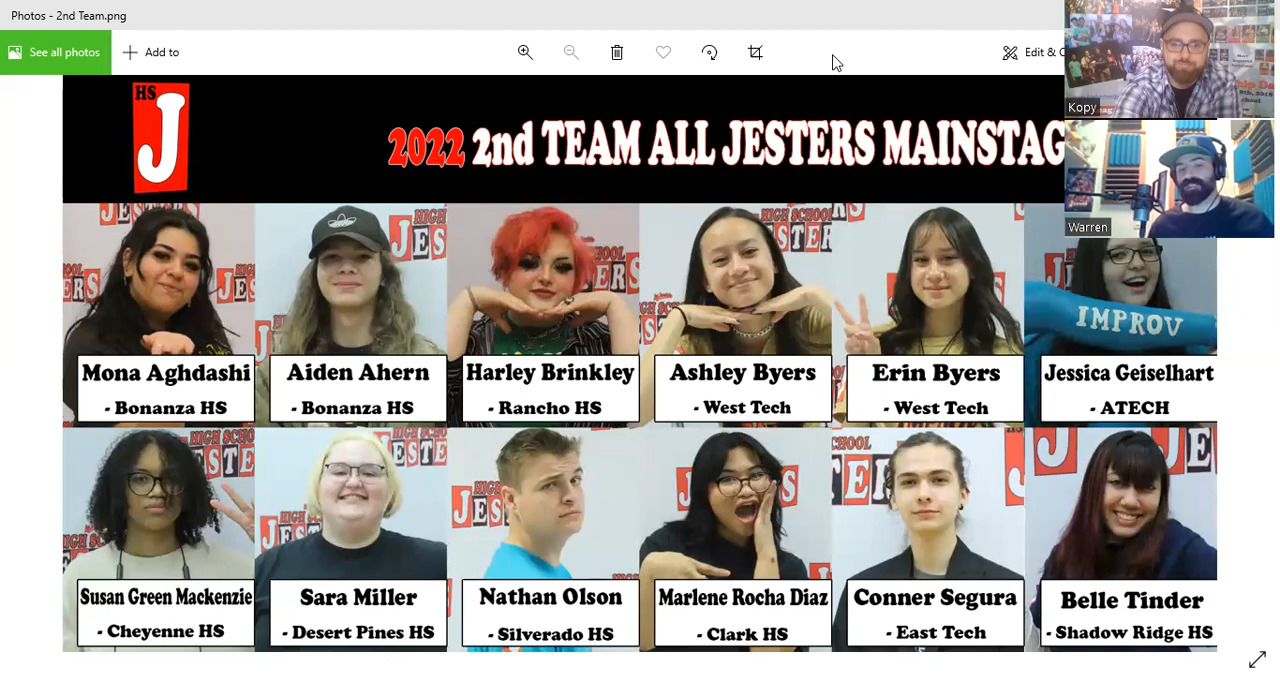 Photos - 2nd Team.png
See all photos
Add to
Edit & C
Kopy
Warren
HS
J
2022 2nd TEAM ALL JESTERS MAINSTAG
IMPROV
Mona Aghdashi
- Bonanza HS
Aiden Ahern
- Bonanza HS
Harley Brinkley
- Rancho HS
Ashley Byers
- West Tech
Erin Byers
- West Tech
Jessica Geiselhart
- ATECH
Susan Green Mackenzie
- Cheyenne HS
Sara Miller
- Desert Pines HS
Nathan Olson
- Silverado HS
Marlene Rocha Diaz
- Clark HS
Conner Segura
- East Tech
Belle Tinder
- Shadow Ridge HS